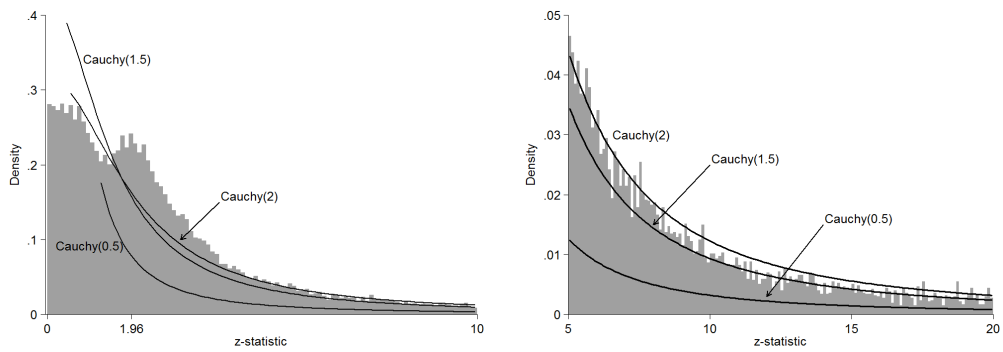 .4
.3
.2
.1
0
Density
Cauchy(1.5)
Cauchy(2)
Cauchy(0.5)
0
1.96
10
z-statistic
.05
.04
.03
.02
.01
0
Density
Cauchy(2)
Cauchy(1.5)
Cauchy(0.5)
5
10
15
20
z-statistic